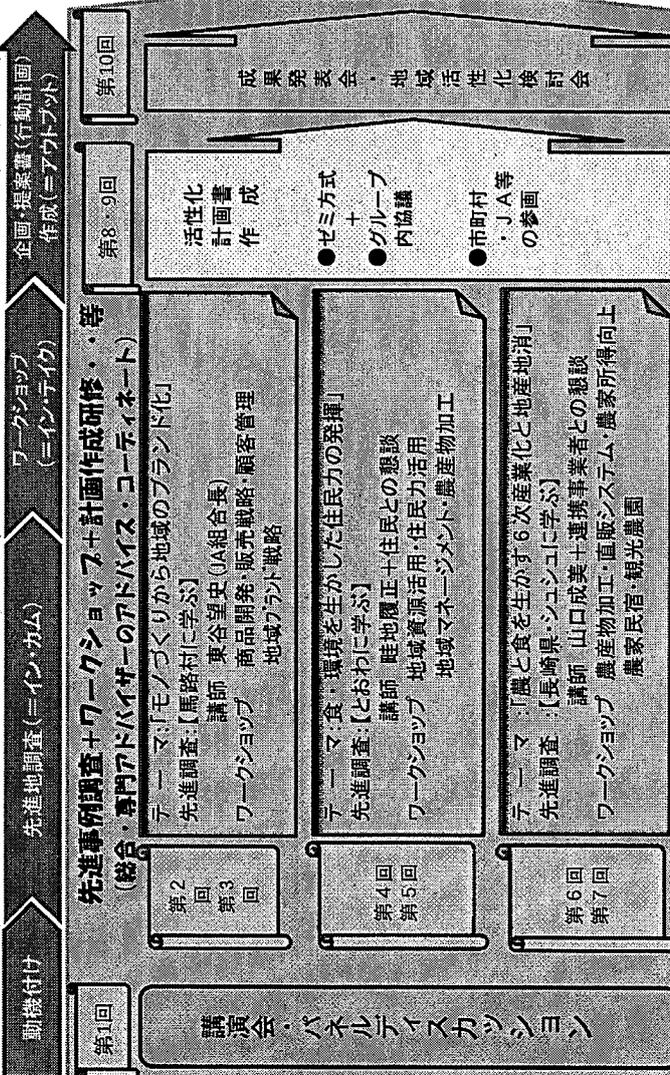 動機付け
先進地調査(=イン・カム)
ワークショップ
(=イン・テイク)
企画・提案書(行動計画)
作成(=アウトプット)
第1回
講演会・パネルディスカッション
先進事例調査+ワークショップ+計画作成研修・・等
(総合・専門アドバイザーのアドバイス・コーディネート)
第2
回
第3
回
テ ー マ:「モノづくりから地域のブランド化」
先進調査:【馬路村に学ぶ】
講師 東谷望史(JA組合長)
ワークショップ 商品開発・販売戦略・顧客管理
地域ブランド戦略
第4回
第5回
テ ー マ:食・環境を生かした住民力の発揮」
先進調査:【とおわに学ぶ】
講師 畦地履正+住民との懇談
ワークショップ 地域資源活用・住民力活用
地域マネージメント・農産物加工
第6回
第7回
テ ー マ :「農と食を生かす6次産業化と地産地消」
先進調査 :【長崎県・シュシュに学ぶ】
講師 山口成美+連携事業者との懇談
ワークショップ 農産物加工・直販システム・農家所得向上
農家民宿・観光農園
第8・9回
活性化
計画書
作 成
●ゼミ方式
+
●グループ
内協議
●市町村
・JA等
の参画
第10回
成果発表会・地域活性化検討会